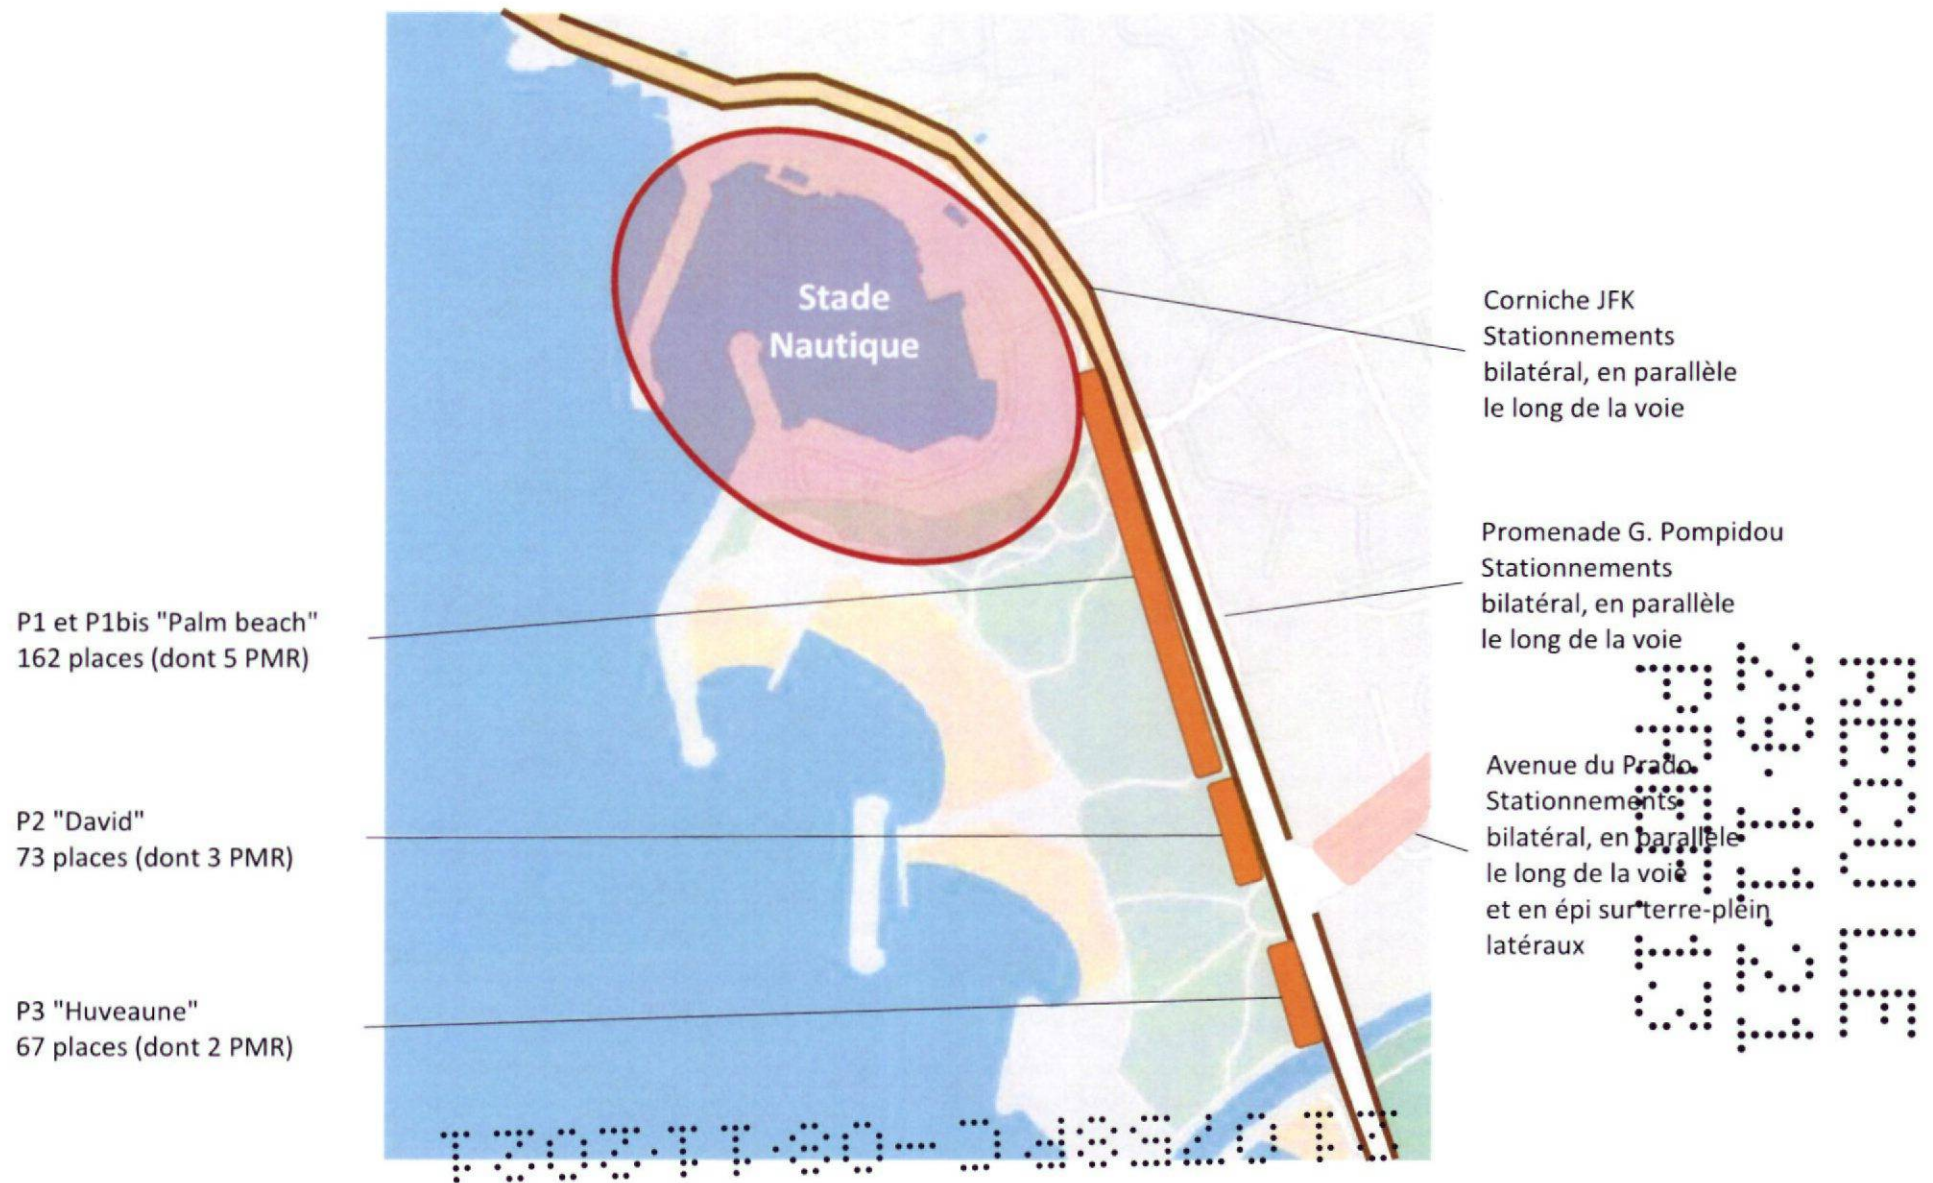 Stade
Nautique
Corniche JFK
Stationnements
bilatéral, en parallèle
le long de la voie
Promenade G. Pompidou
Stationnements
bilatéral, en parallèle
le long de la voie
Avenue du Prado
Stationnements
bilatéral, en parallèle
le long de la voie
et en épi sur terre-plein
latéraux
P1 et P1bis "Palm beach"
162 places (dont 5 PMR)
P2 "David"
73 places (dont 3 PMR)
P3 "Huveaune"
67 places (dont 2 PMR)